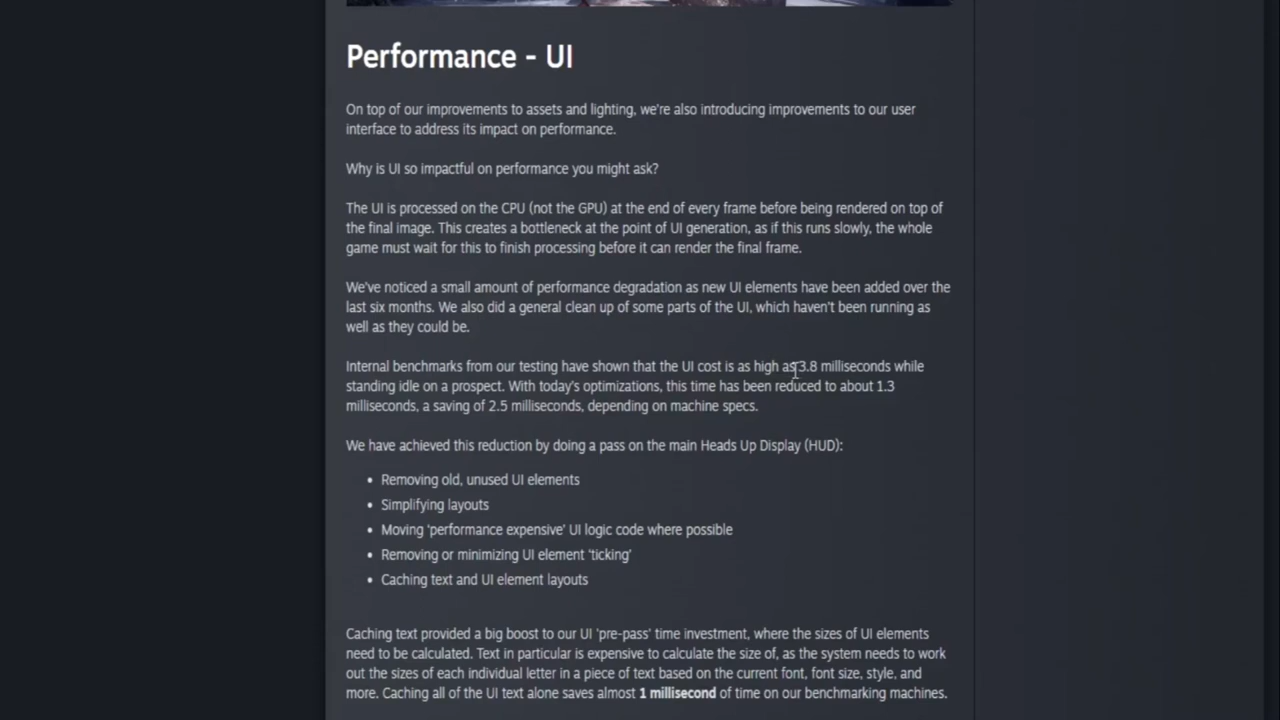 Performance - UI
On top of our improvements to assets and lighting, we're also introducing improvements to our user
interface to address its impact on performance.
Why is UI so impactful on performance you might ask?
The UI is processed on the CPU (not the GPU) at the end of every frame before being rendered on top of
the final image. This creates a bottleneck at the point of UI generation, as if this runs slowly, the whole
game must wait for this to finish processing before it can render the final frame.
We've noticed a small amount of performance degradation as new UI elements have been added over the
last six months. We also did a general clean up of some parts of the UI, which haven't been running as
well as they could be.
Internal benchmarks from our testing have shown that the UI cost is as high as 3.8 milliseconds while
standing idle on a prospect. With today's optimizations, this time has been reduced to about 1.3
milliseconds, a saving of 2.5 milliseconds, depending on machine specs.
We have achieved this reduction by doing a pass on the main Heads Up Display (HUD):
• Removing old, unused UI elements
• Simplifying layouts
• Moving 'performance expensive' UI logic code where possible
• Removing or minimizing UI element 'ticking'
• Caching text and UI element layouts
Caching text provided a big boost to our UI 'pre-pass' time investment, where the sizes of UI elements
need to be calculated. Text in particular is expensive to calculate the size of, as the system needs to work
out the sizes of each individual letter in a piece of text based on the current font, font size, style, and
more. Caching all of the UI text alone saves almost 1 millisecond of time on our benchmarking machines.